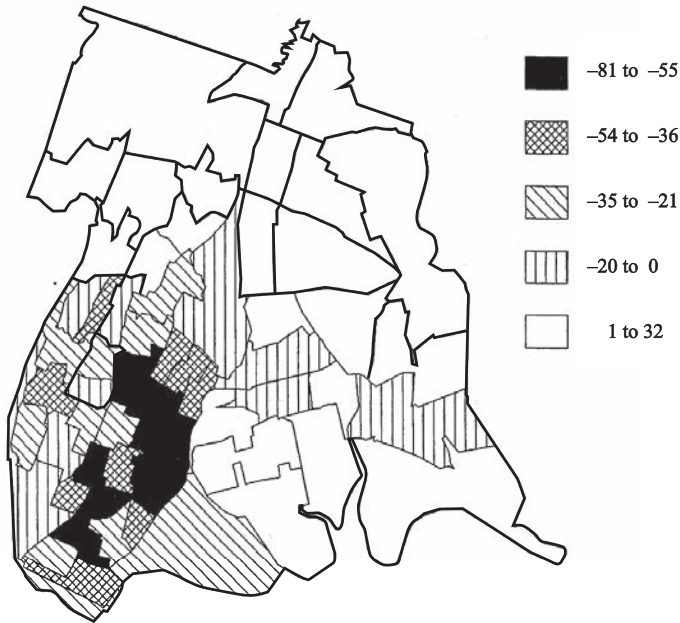 –81 to –55
–54 to –36
–35 to –21
–20 to 0
1 to 32